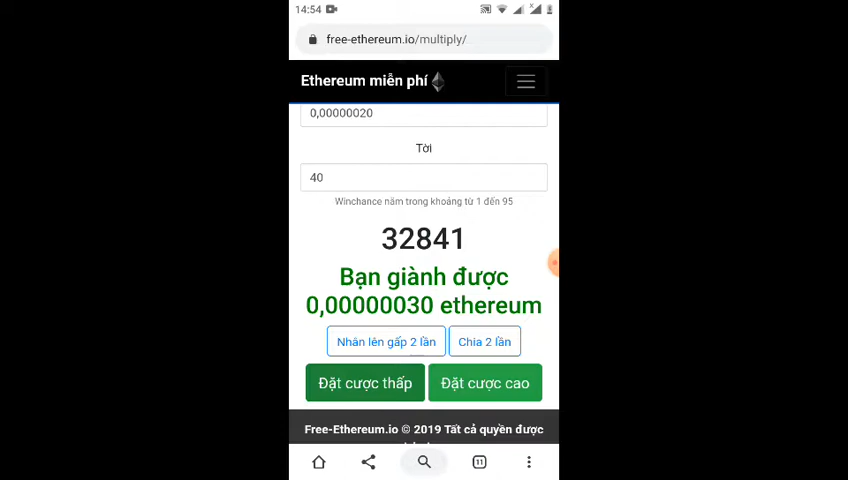 14:54
free-ethereum.io/multiply/
Ethereum miễn phí
0,00000020
Tời
40
Winchance nằm trong khoảng từ 1 đến 95
32841
Bạn giành được
0,00000030 ethereum
Nhân lên gấp 2 lần
Chia 2 lần
Đặt cược thấp
Đặt cược cao
Free-Ethereum.io © 2019 Tất cả quyền được
11